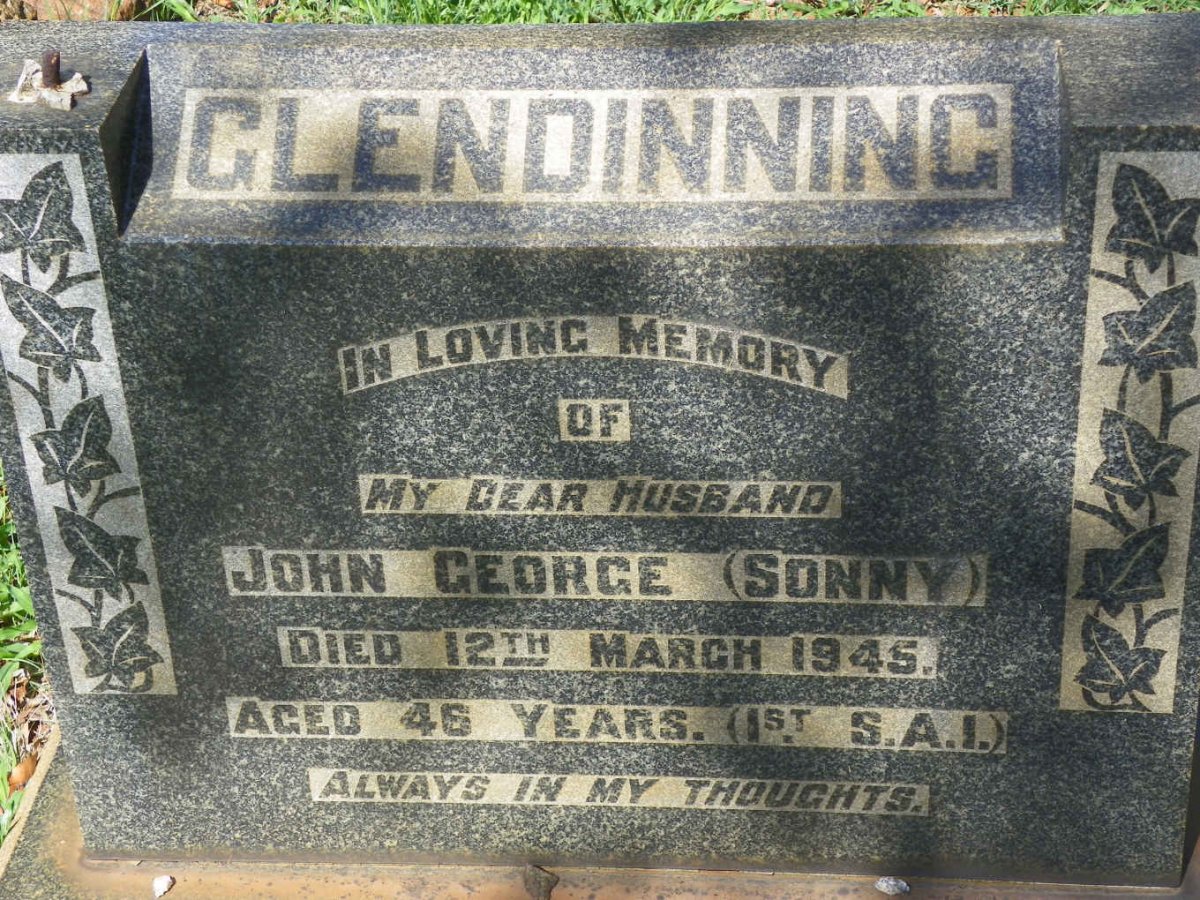 GLENDINNING
IN LOVING MEMORY
OF
MY DEAR HUSBAND
JOHN GEORGE (SONNY)
DIED 12TH MARCH 1945.
AGED 46 YEARS. (1ST S.A.I.)
ALWAYS IN MY THOUGHTS.